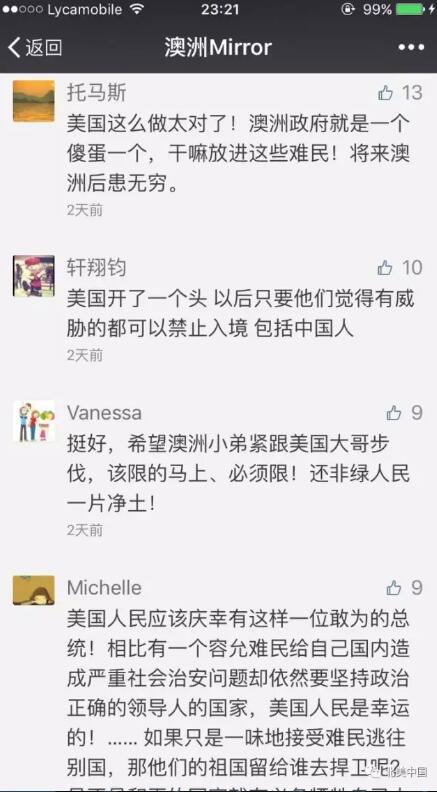 Lycamobile 23:21 99%
返回 澳洲Mirror
托马斯 13
美国这么做太对了！澳洲政府就是一个
傻蛋一个，干嘛放进这些难民！将来澳
洲后患无穷。
2天前
轩翔钧 10
美国开了一个头 以后只要他们觉得有威
胁的都可以禁止入境 包括中国人
2天前
Vanessa 9
挺好，希望澳洲小弟紧跟美国大哥步
伐，该限的马上、必须限！还非绿人民
一片净土！
2天前
Michelle 9
美国人民应该庆幸有这样一位敢为的总
统！相比有一个容允难民给自己国内造
成严重社会治安问题却依然要坚持政治
正确的领导人的国家，美国人民是幸运
的！…… 如果只是一味地接受难民逃往
别国，那他们的祖国留给谁去捍卫呢？
北美中国